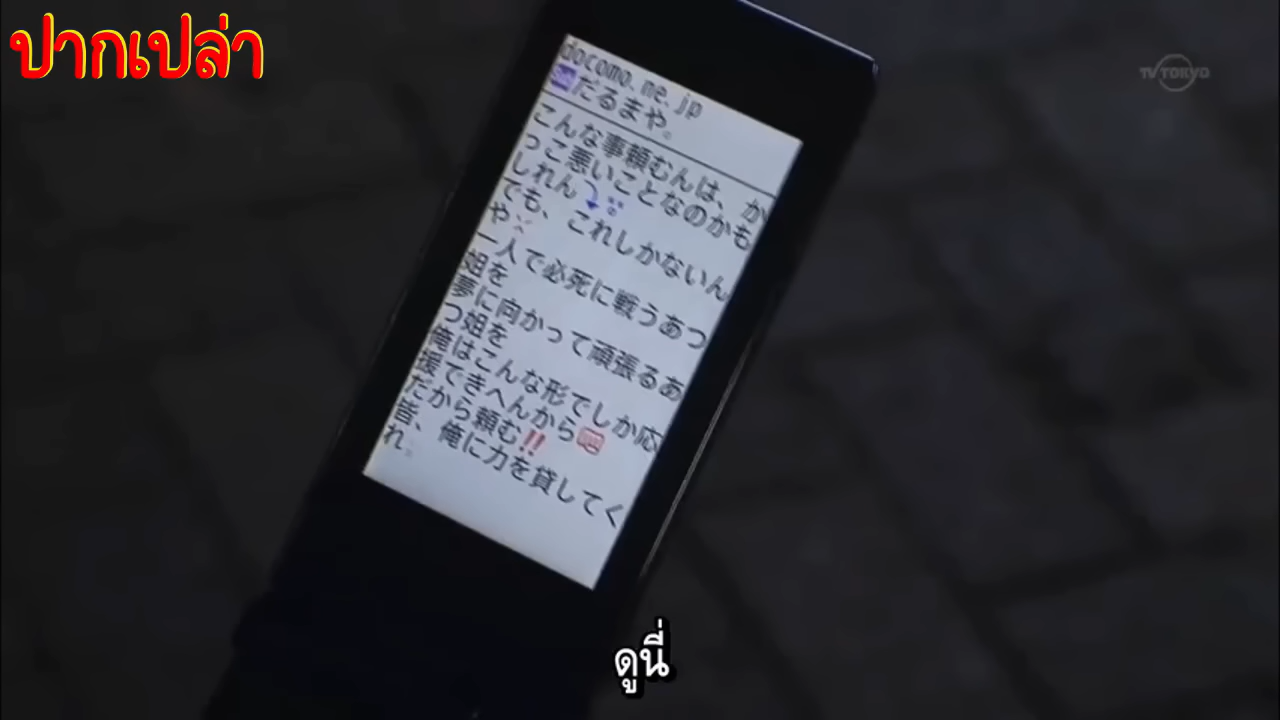 ปากเปล่า
TV TOKYO
docomo.ne.jp
だるまや。
こんな事頼むんは、か
っこ悪いことなのかも
しれん
でも、これしかないん
や
一人で必死に戦うあつ
姐を
夢に向かって頑張るあ
つ姐を
俺はこんな形でしか応
援できへんから
だから頼む!!
皆、俺に力を貸してく
れ。
ดูนี่